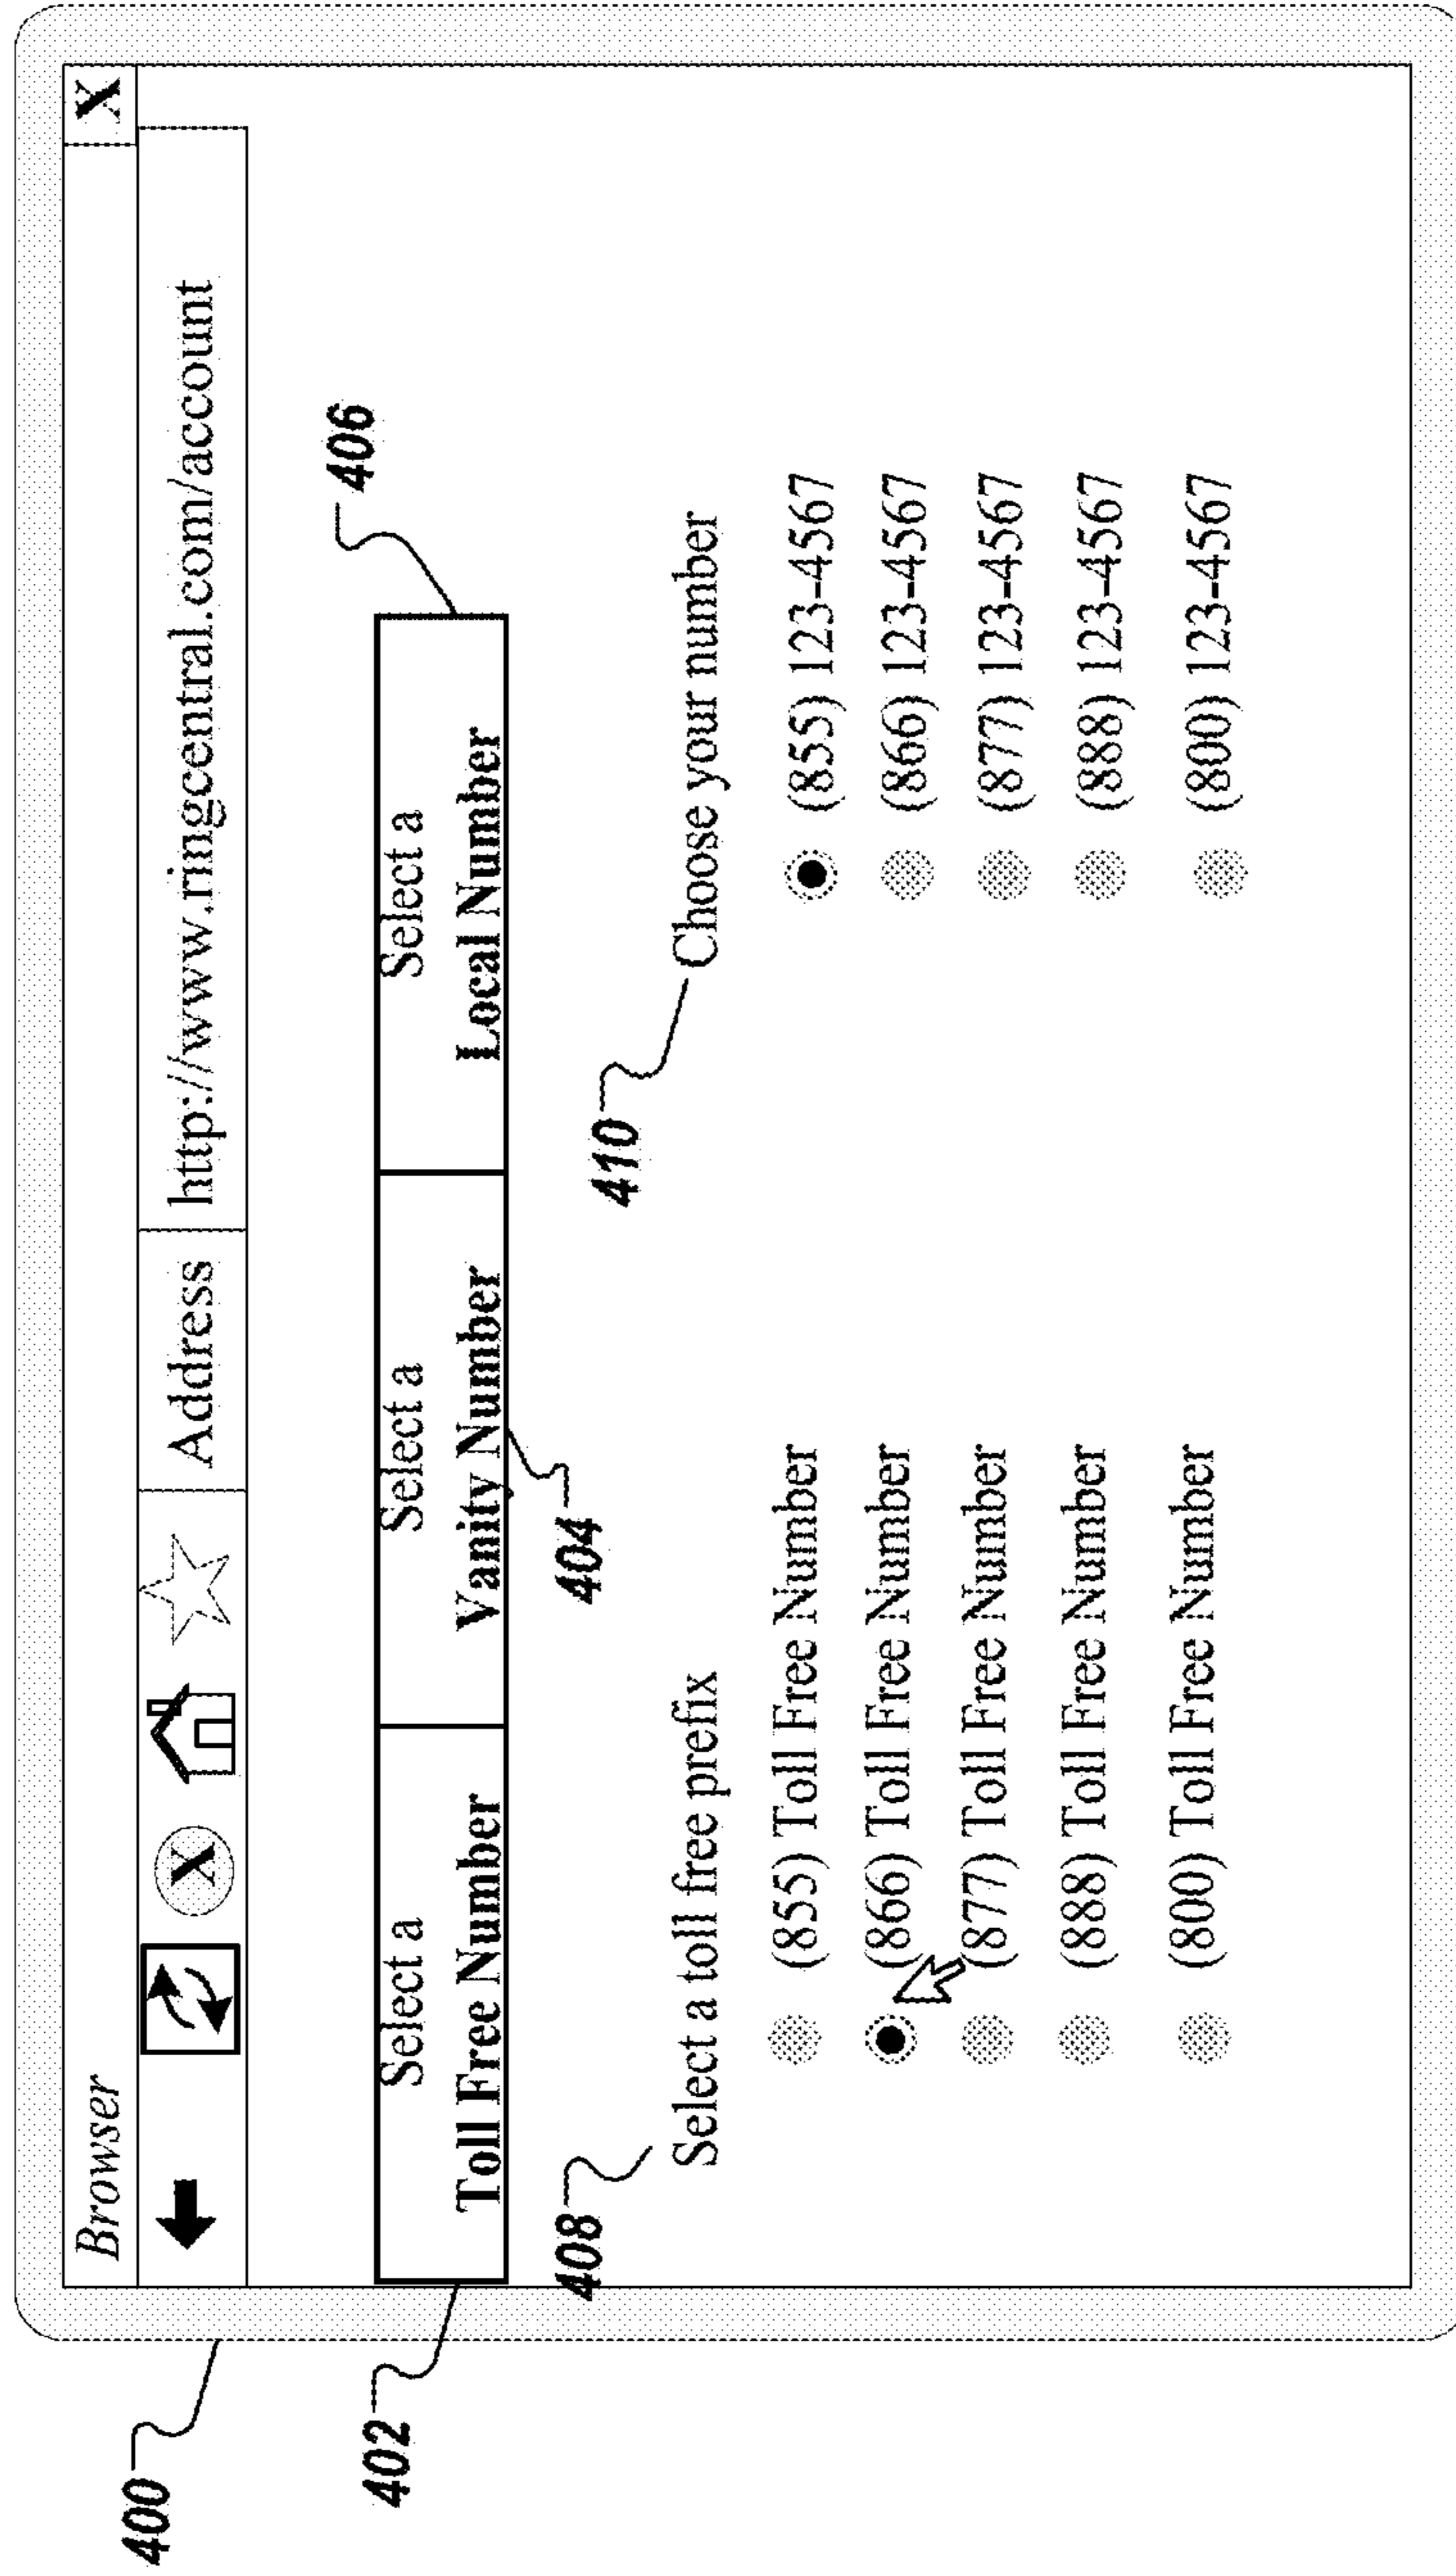 400
Browser
X
X
Address
http://www.ringcentral.com/account
402
406
Select a
Toll Free Number
Select a
Vanity Number
Select a
Local Number
404
408
410
Select a toll free prefix
(855) Toll Free Number
(866) Toll Free Number
(877) Toll Free Number
(888) Toll Free Number
(800) Toll Free Number
Choose your number
(855) 123-4567
(866) 123-4567
(877) 123-4567
(888) 123-4567
(800) 123-4567